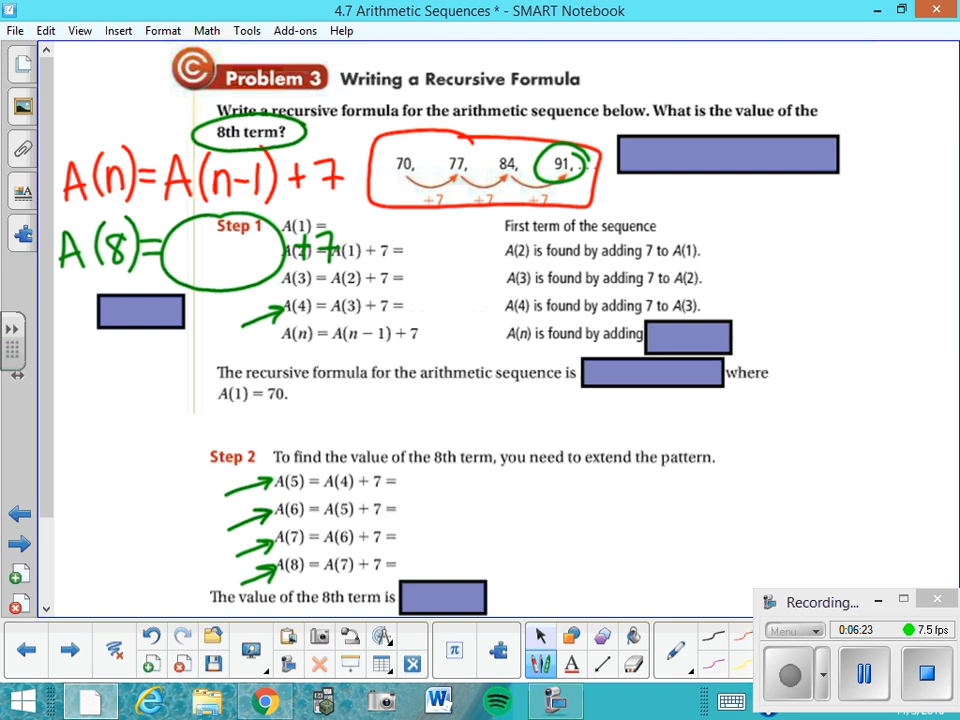 4.7 Arithmetic Sequences * - SMART Notebook
File Edit View Insert Format Math Tools Add-ons Help
C Problem 3 Writing a Recursive Formula
Write a recursive formula for the arithmetic sequence below. What is the value of the
8th term?
70, 77, 84, 91, ...
+7 +7 +7
A(n)=A(n-1)+7
A(8)= +7
Step 1 A(1) = First term of the sequence
A(2) = A(1) + 7 = A(2) is found by adding 7 to A(1).
A(3) = A(2) + 7 = A(3) is found by adding 7 to A(2).
A(4) = A(3) + 7 = A(4) is found by adding 7 to A(3).
A(n) = A(n − 1) + 7 A(n) is found by adding
The recursive formula for the arithmetic sequence is where
A(1) = 70.
Step 2 To find the value of the 8th term, you need to extend the pattern.
A(5) = A(4) + 7 =
A(6) = A(5) + 7 =
A(7) = A(6) + 7 =
A(8) = A(7) + 7 =
The value of the 8th term is
Recording...
Menu 0:06:23 7.5 fps
π
A
W